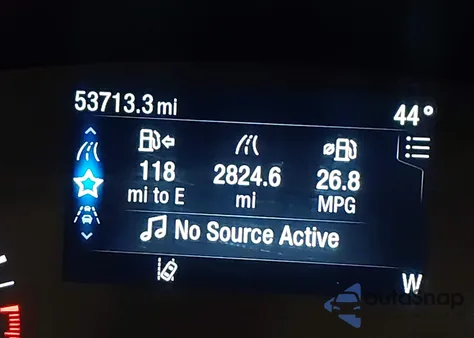 53713.3 mi
44°
118 2824.6 26.8
mi to E mi MPG
No Source Active
W
autosnap